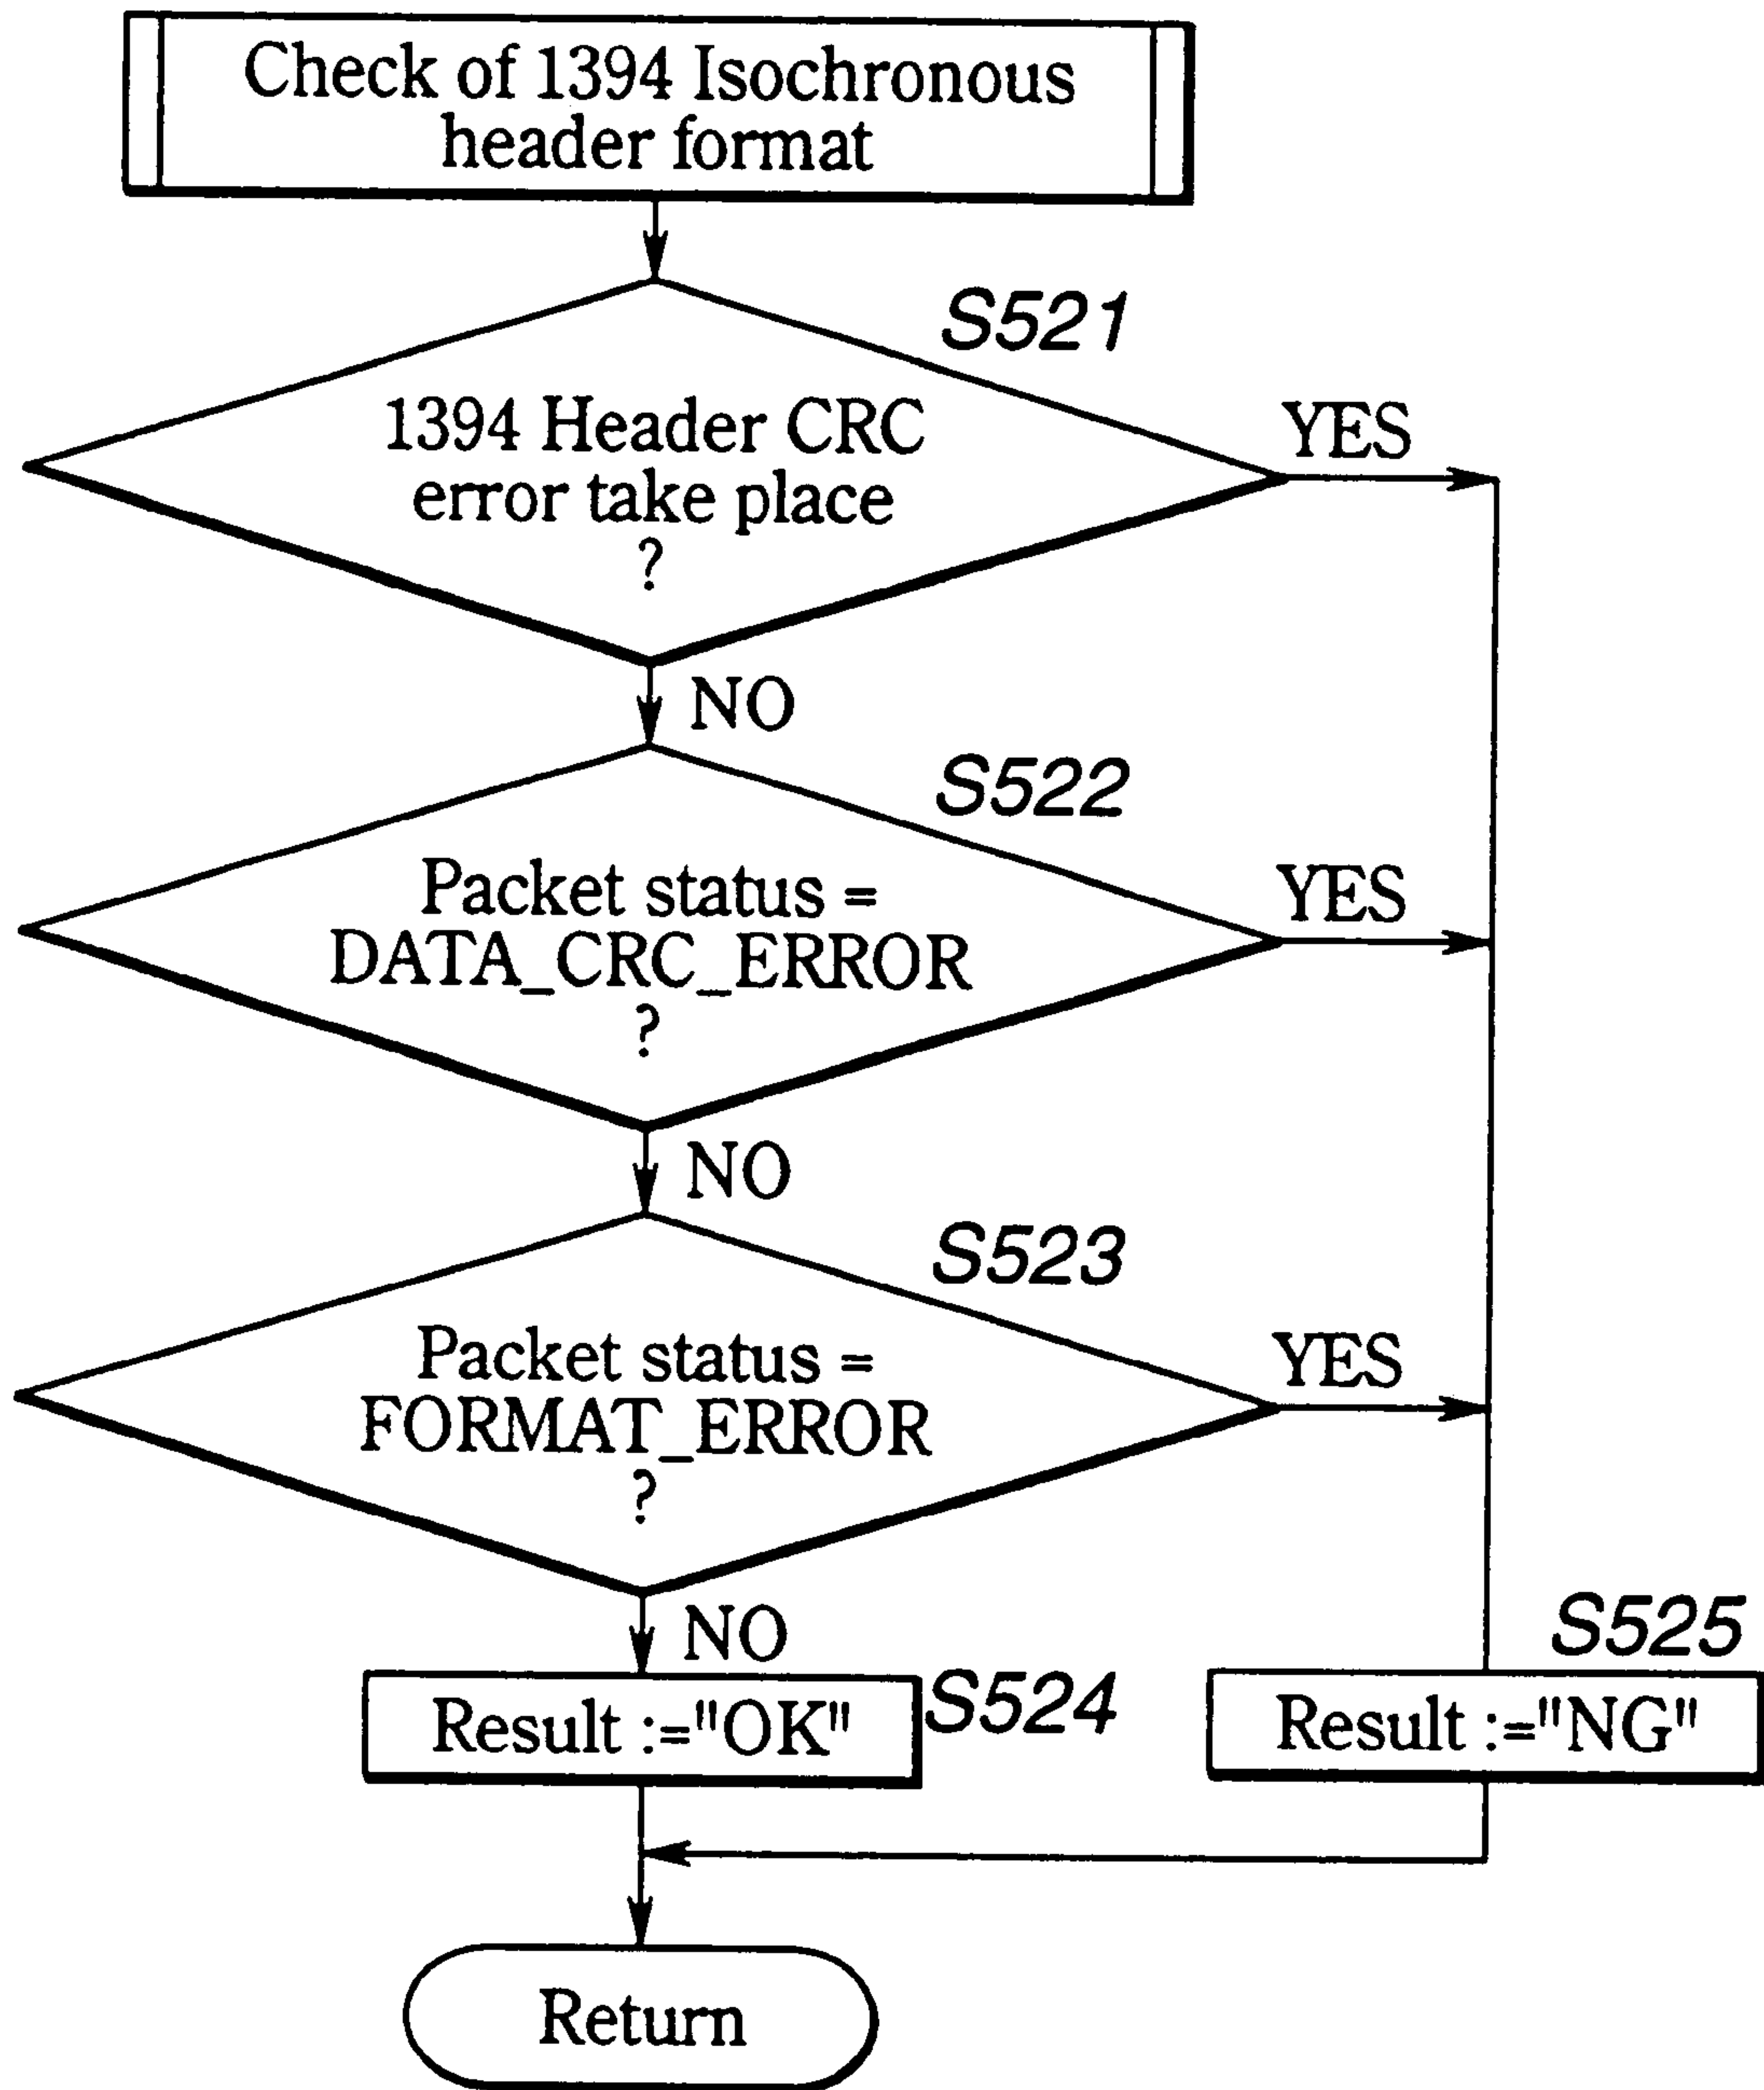 Check of 1394 Isochronous
header format
S521
1394 Header CRC
error take place
?
YES
NO
S522
Packet status =
DATA_CRC_ERROR
?
YES
NO
S523
Packet status =
FORMAT_ERROR
?
YES
NO
Result :="OK"
S524
S525
Result :="NG"
Return